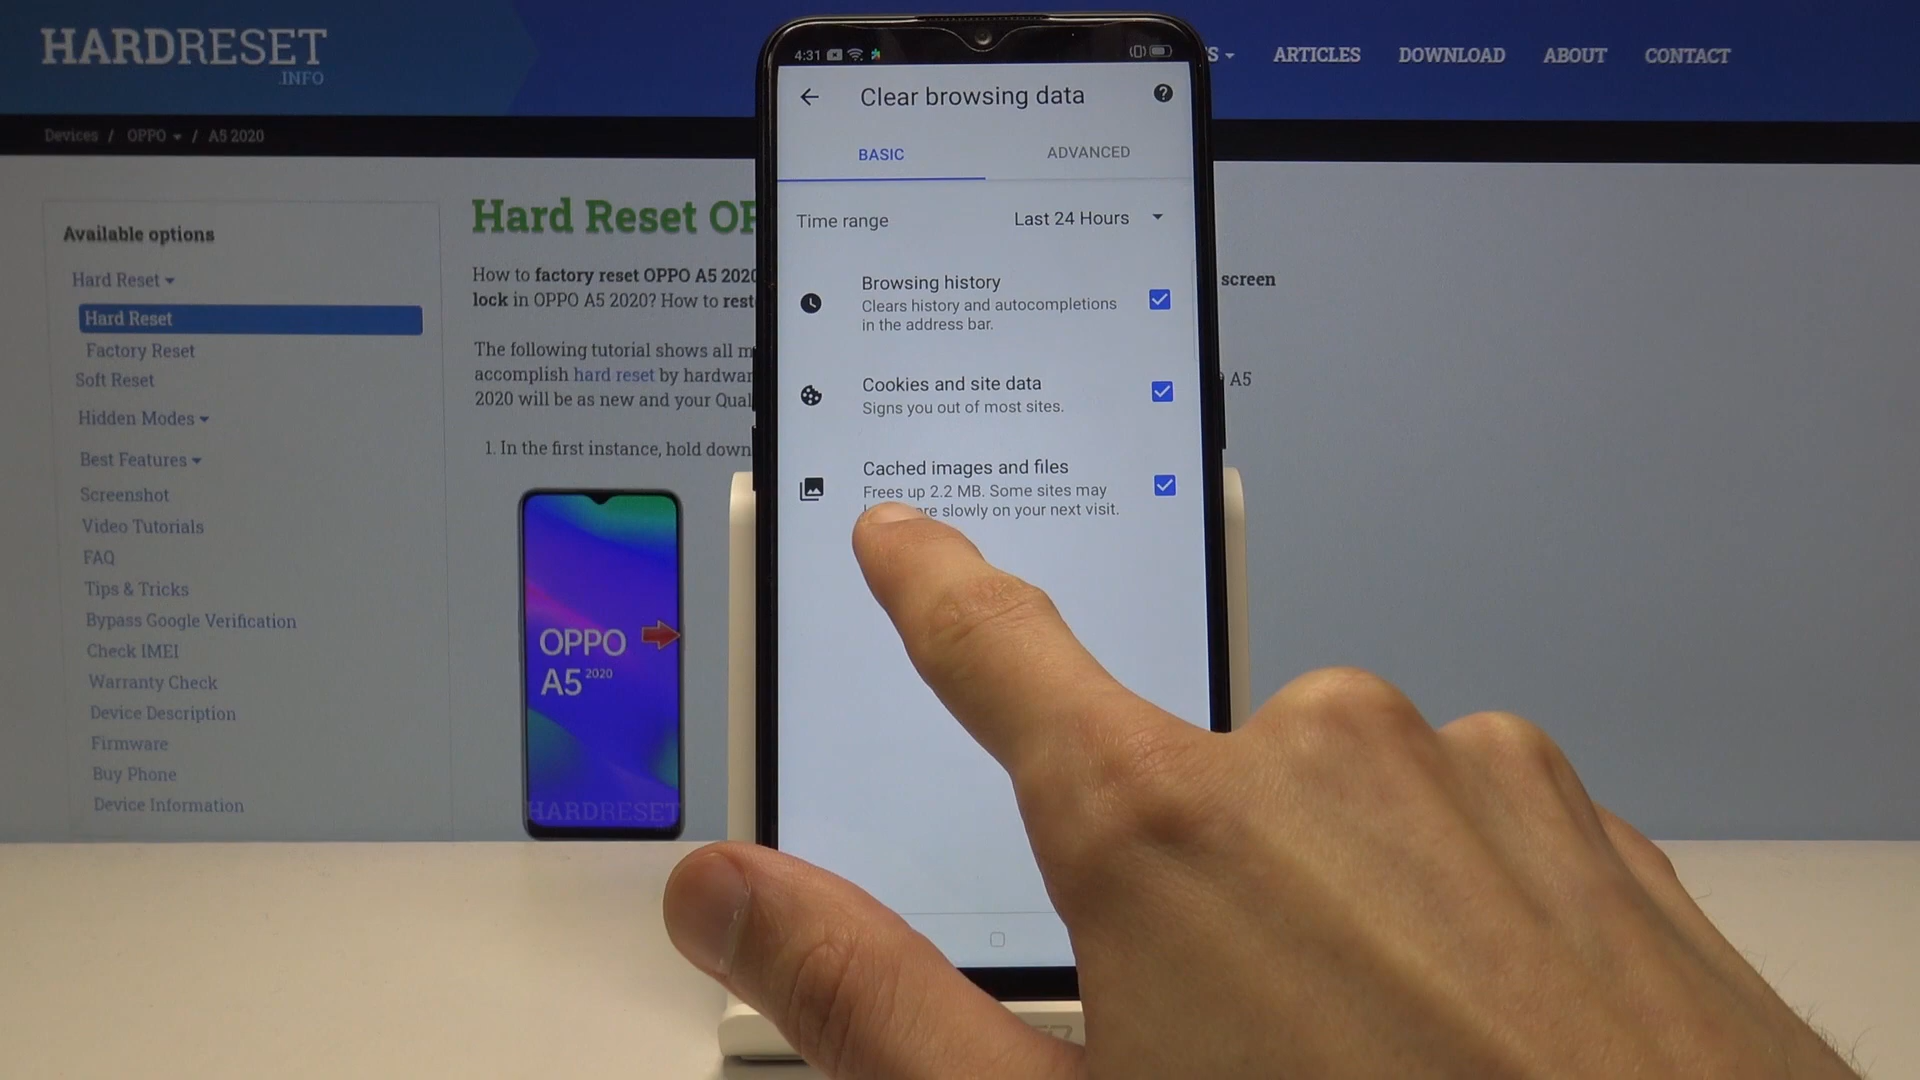 HARDRESET
.INFO
ARTICLES
DOWNLOAD
ABOUT
CONTACT
Devices / OPPO / A5 2020
Available options
Hard Reset
Hard Reset
Factory Reset
Soft Reset
Hidden Modes
Best Features
Screenshot
Video Tutorials
FAQ
Tips & Tricks
Bypass Google Verification
Check IMEI
Warranty Check
Device Description
Firmware
Buy Phone
Device Information
Hard Reset
How to factory reset OPPO A5 2020
screen
lock in OPPO A5 2020? How to
The following tutorial shows all
accomplish hard reset by
A5
2020 will be as new and your
1. In the first instance, hold down
OPPO
A5 2020
HARDRESET
4:31
Clear browsing data
BASIC
ADVANCED
Time range
Last 24 Hours
Browsing history
Clears history and autocompletions
in the address bar.
Cookies and site data
Signs you out of most sites.
Cached images and files
Frees up 2.2 MB. Some sites may
slowly on your next visit.